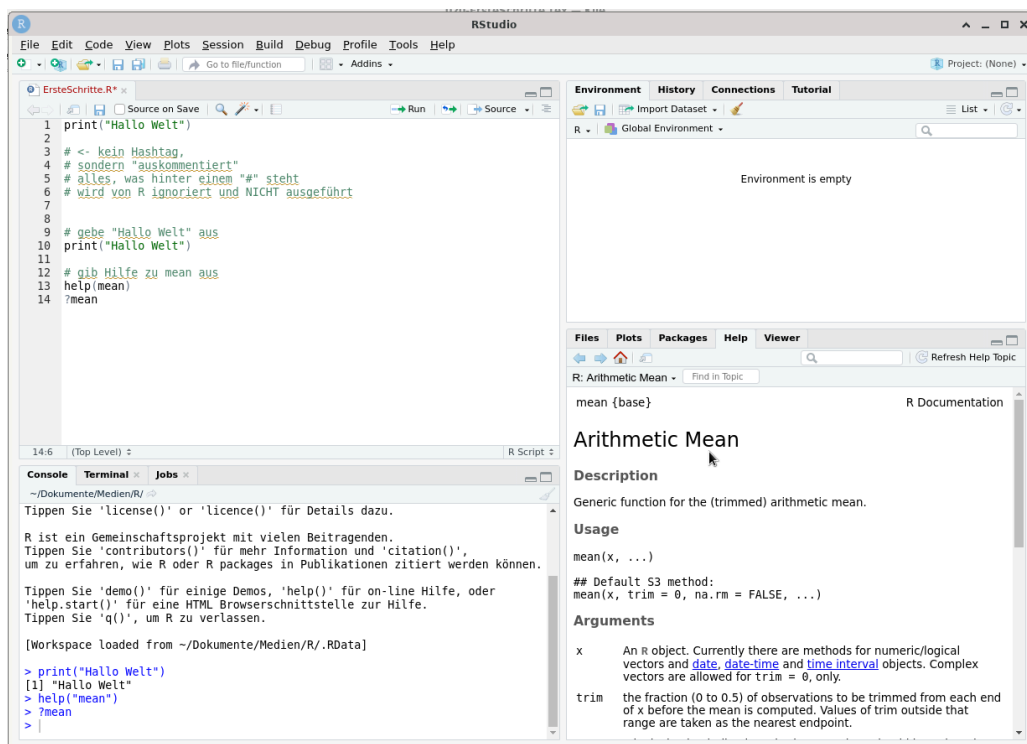 RStudio
File Edit Code View Plots Session Build Debug Profile Tools Help
Go to file/function Addins Project: (None)
ErsteSchritte.R*
Source on Save Run Source
1 print("Hallo Welt")
2
3 # <- kein Hashtag,
4 # sondern "auskommentiert"
5 # alles, was hinter einem "#" steht
6 # wird von R ignoriert und NICHT ausgeführt
7
8
9 # gebe "Hallo Welt" aus
10 print("Hallo Welt")
11
12 # gib Hilfe zu mean aus
13 help(mean)
14 ?mean
14:6 (Top Level) R Script
Console Terminal Jobs
~/Dokumente/Medien/R/
Tippen Sie 'license()' or 'licence()' für Details dazu.
R ist ein Gemeinschaftsprojekt mit vielen Beitragenden.
Tippen Sie 'contributors()' für mehr Information und 'citation()',
um zu erfahren, wie R oder R packages in Publikationen zitiert werden können.
Tippen Sie 'demo()' für einige Demos, 'help()' für on-line Hilfe, oder
'help.start()' für eine HTML Browserschnittstelle zur Hilfe.
Tippen Sie 'q()', um R zu verlassen.
[Workspace loaded from ~/Dokumente/Medien/R/.RData]
> print("Hallo Welt")
[1] "Hallo Welt"
> help("mean")
> ?mean
>
Environment History Connections Tutorial
Import Dataset List
R Global Environment
Environment is empty
Files Plots Packages Help Viewer
Refresh Help Topic
R: Arithmetic Mean Find in Topic
mean {base} R Documentation
Arithmetic Mean
Description
Generic function for the (trimmed) arithmetic mean.
Usage
mean(x, ...)
## Default S3 method:
mean(x, trim = 0, na.rm = FALSE, ...)
Arguments
x An R object. Currently there are methods for numeric/logical
vectors and date, date-time and time interval objects. Complex
vectors are allowed for trim = 0, only.
trim the fraction (0 to 0.5) of observations to be trimmed from each end
of x before the mean is computed. Values of trim outside that
range are taken as the nearest endpoint.